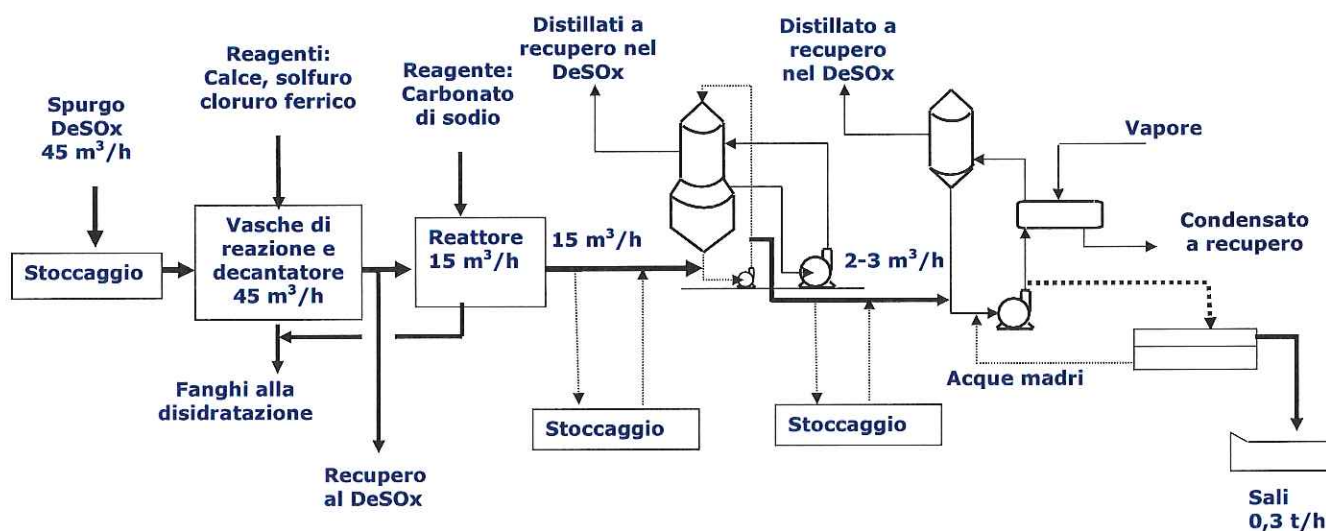 Spurgo
DeSOx
45 m³/h
Stoccaggio
Reagenti:
Calce, solfuro
cloruro ferrico
Vasche di
reazione e
decantatore
45 m³/h
Fanghi alla
disidratazione
Recupero
al DeSOx
Reagente:
Carbonato
di sodio
Reattore
15 m³/h
15 m³/h
Stoccaggio
Distillati a
recupero nel
DeSOx
2-3 m³/h
Stoccaggio
Distillato a
recupero
nel DeSOx
Vapore
Condensato
a recupero
Acque madri
Sali
0,3 t/h